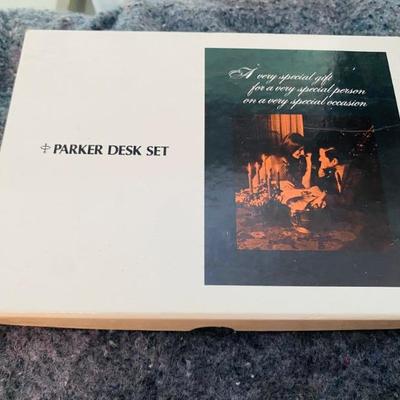 PARKER DESK SET
A very special gift
for a very special person
on a very special occasion